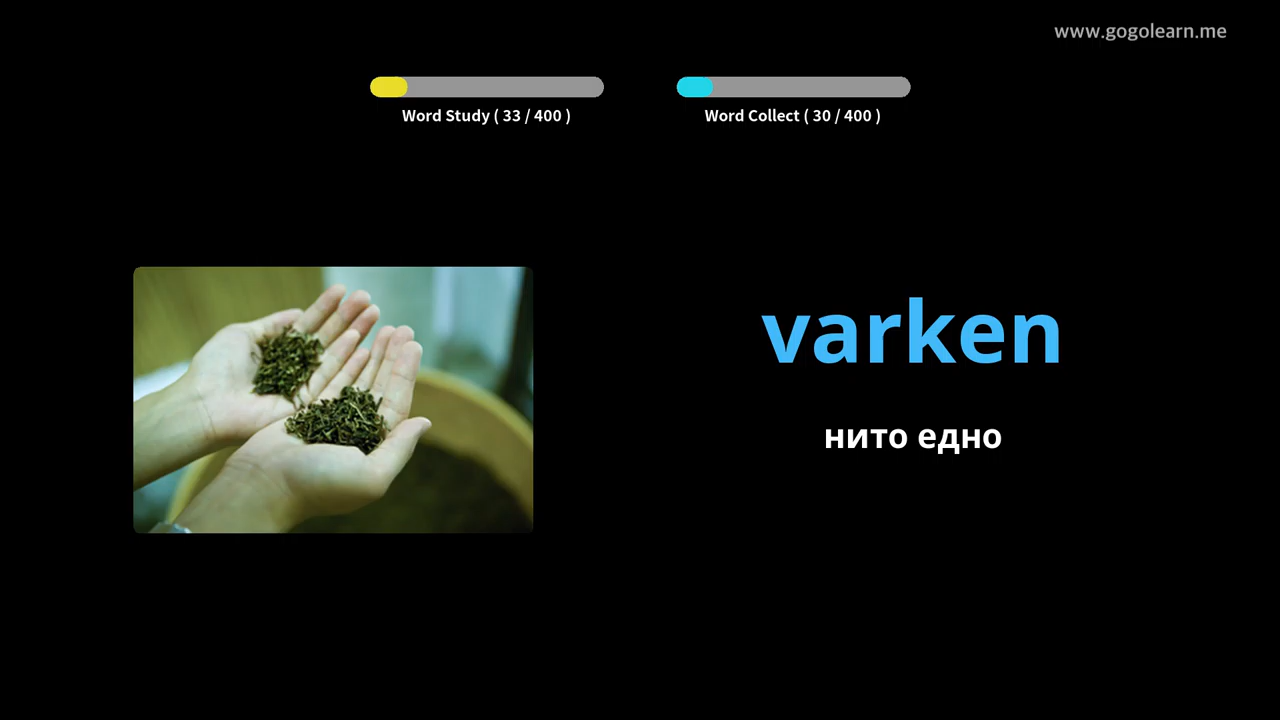 www.gogolearn.me
Word Study ( 33 / 400 )
Word Collect ( 30 / 400 )
varken
нито едно